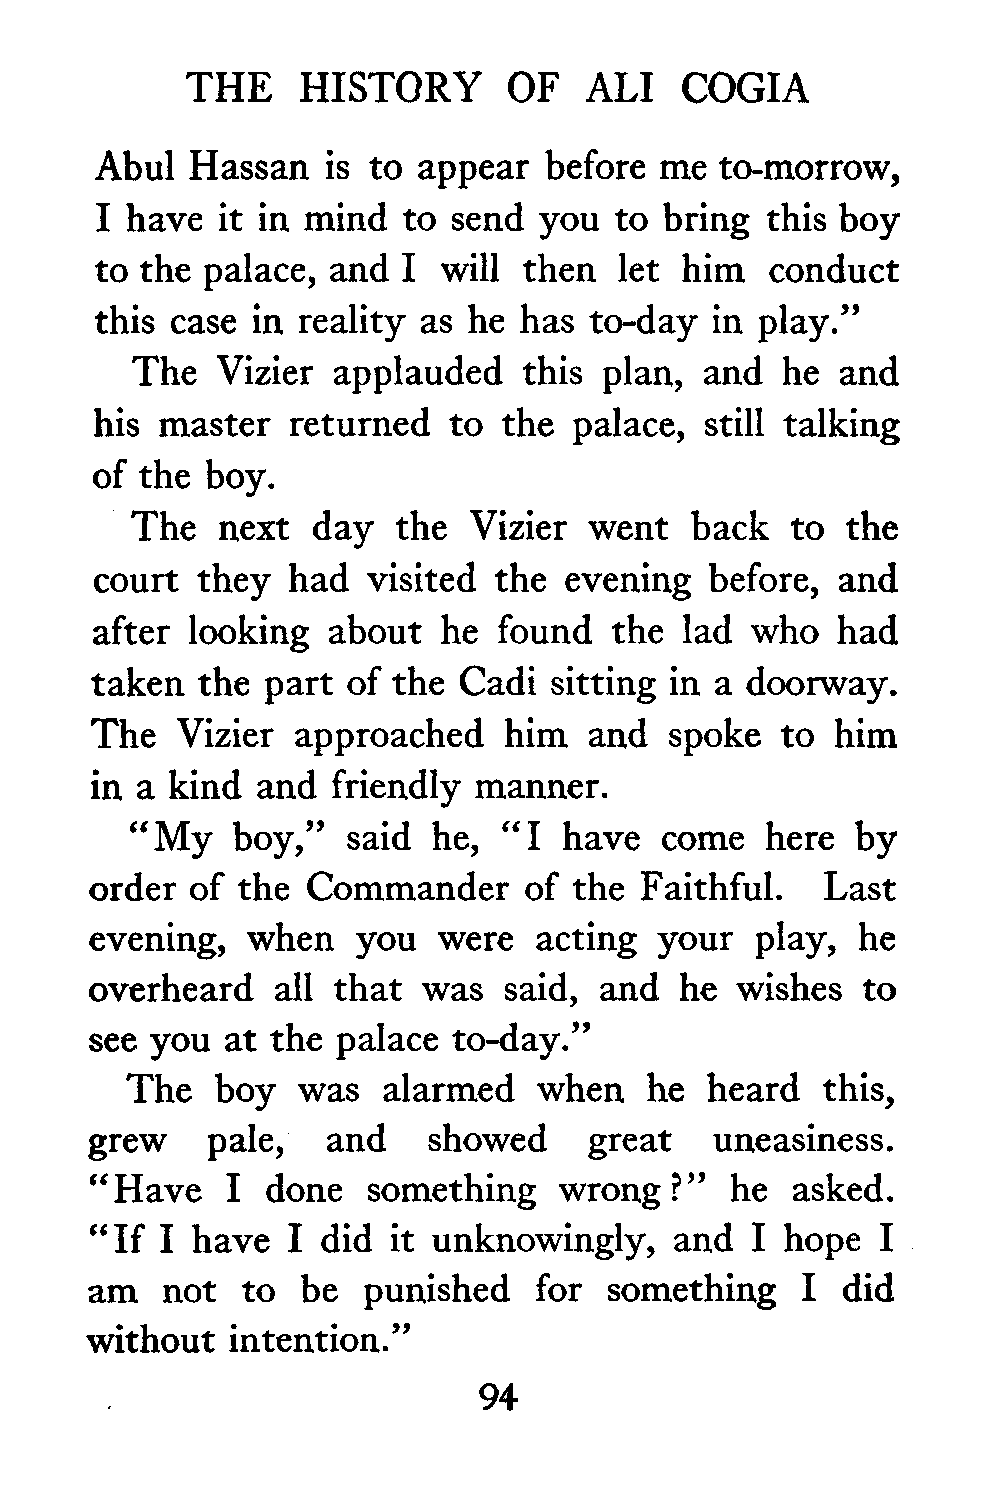 THE HISTORY OF ALI COGIA
Abul Hassan is to appear before me to-morrow,
I have it in mind to send you to bring this boy
to the palace, and I will then let him conduct
this case in reality as he has to-day in play.”
The Vizier applauded this plan, and he and
his master returned to the palace, still talking
of the boy.
The next day the Vizier went back to the
court they had visited the evening before, and
after looking about he found the lad who had
taken the part of the Cadi sitting in a doorway.
The Vizier approached him and spoke to him
in a kind and friendly manner.
“My boy,” said he, “I have come here by
order of the Commander of the Faithful. Last
evening, when you were acting your play, he
overheard all that was said, and he wishes to
see you at the palace to-day.”
The boy was alarmed when he heard this,
grew pale, and showed great uneasiness.
“Have I done something wrong?” he asked.
“If I have I did it unknowingly, and I hope I
am not to be punished for something I did
without intention.”
94